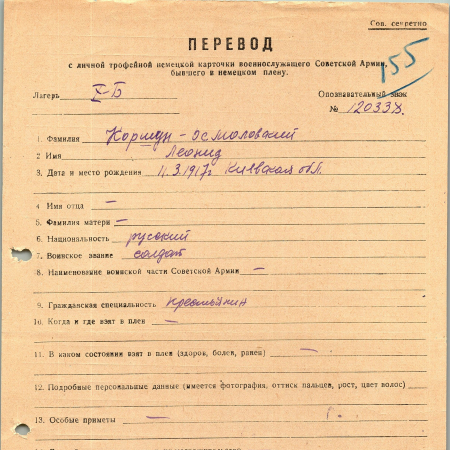 Сов. секретно
155
ПЕРЕВОД
с личной трофейной немецкой карточки военнослужащего Советской Армии,
бывшего в немецком плену.
Лагерь X-Б Опознавательный знак
№ 12033X
1. Фамилия Коршун-Осмоловский
2 Имя Леонид
3. Дата и место рождения 11.3.1917г Киевская обл.
4 Имя отца —
5. Фамилия матери —
6. Национальность русский
7. Воинское звание солдат
8. Наименование воинской части Советской Армии —
9. Гражданская специальность крестьянин
10. Когда и где взят в плен —
11. В каком состоянии взят в плен (здоров, болен, ранен) —
12. Подробные персональные данные (имеется фотография, оттиск пальцев, рост, цвет волос)
13. Особые приметы —